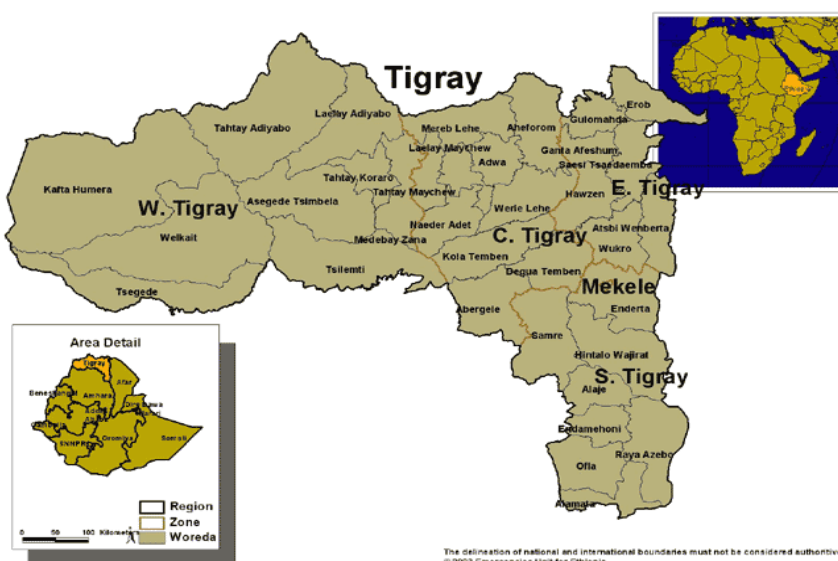 Tigray
Erob
Laelay Adiyabo
Gulomahda
Tahtay Adiyabo
Mereb Lehe
Aheferom
Laelay Maychew
Ganta Afeshum
Adwa
Saesi Tsaedaemba
Tahtay Koraro
Kafta Humera
Tahtay Maychew
Hawzen
E. Tigray
Asegede Tsimbela
W. Tigray
Werie Lehe
Naeder Adet
Atsbi Wenberta
Welkait
Medebay Zana
C. Tigray
Wukro
Kola Temben
Tsilemti
Degua Temben
Mekele
Tsegede
Abergele
Enderta
Samre
Hintalo Wajirat
S. Tigray
Alaje
Endamehoni
Raya Azebo
Ofla
Alamata
Area Detail
Tigray
Afar
Amhara
Somali
Oromiya
SNNPR
0 50 100 Kilometers
Region
Zone
Woreda
The delineation of national and international boundaries must not be considered authoritive